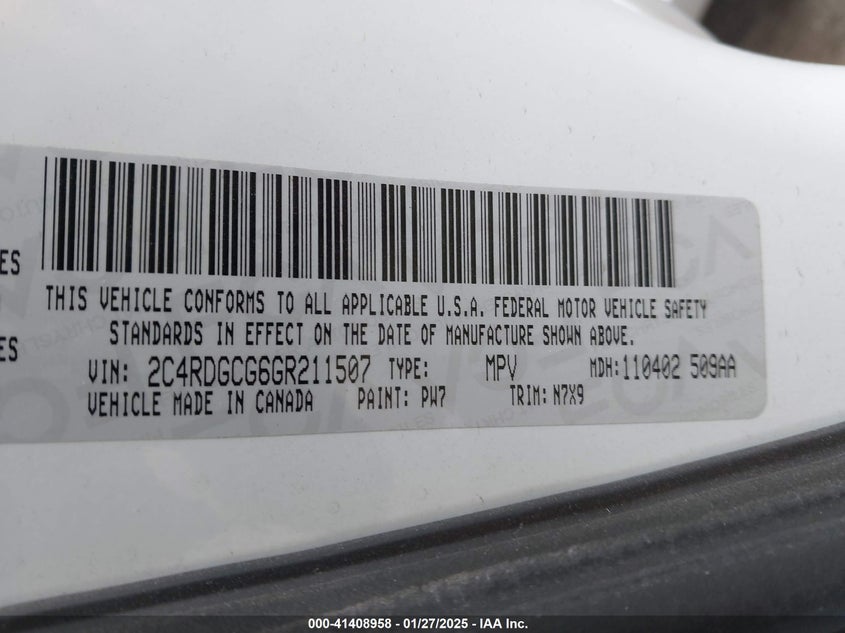 ES
THIS VEHICLE CONFORMS TO ALL APPLICABLE U.S.A. FEDERAL MOTOR VEHICLE SAFETY
ES
STANDARDS IN EFFECT ON THE DATE OF MANUFACTURE SHOWN ABOVE.
VIN: 2C4RDGCG6GR211507 TYPE: MPV MDH:110402 509AA
VEHICLE MADE IN CANADA PAINT: PW7 TRIM: N7X9
000-41408958 - 01/27/2025 - IAA Inc.